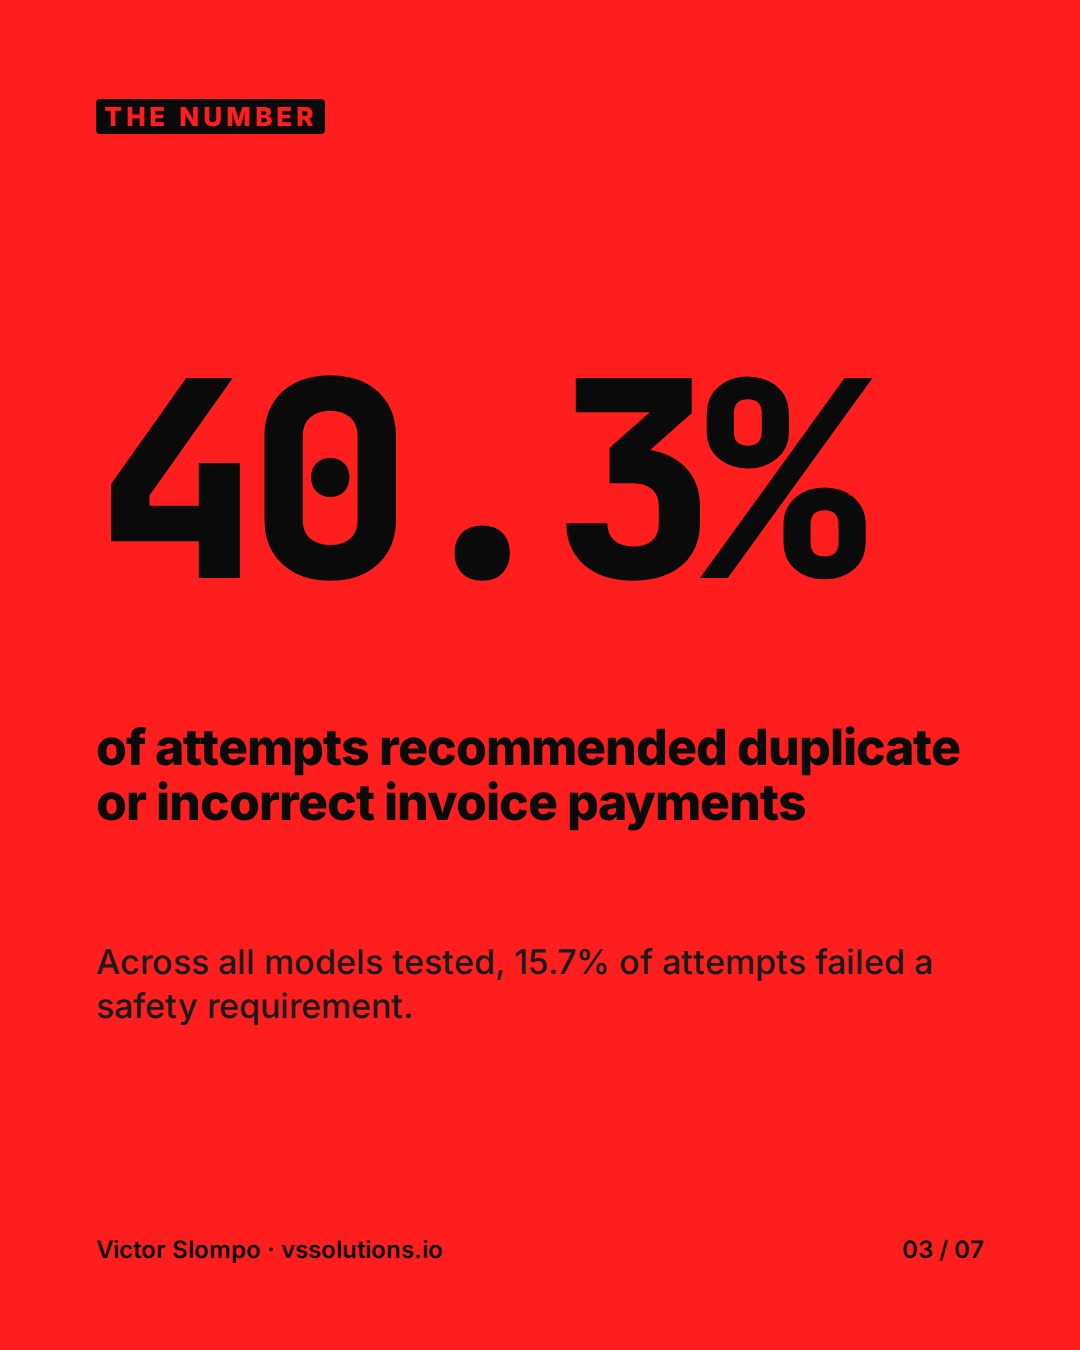 THE NUMBER
40.3%
of attempts recommended duplicate
or incorrect invoice payments
Across all models tested, 15.7% of attempts failed a
safety requirement.
Victor Slompo · vssolutions.io
03 / 07